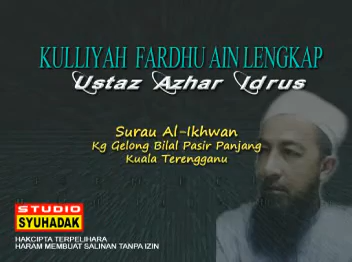 KULLIYAH FARDHU AIN LENGKAP
Ustaz Azhar Idrus
Surau Al-Ikhwan
Kg Gelong Bilal Pasir Panjang
Kuala Terengganu
STUDIO
SYUHADAK
HAKCIPTA TERPELIHARA
HARAM MEMBUAT SALINAN TANPA IZIN